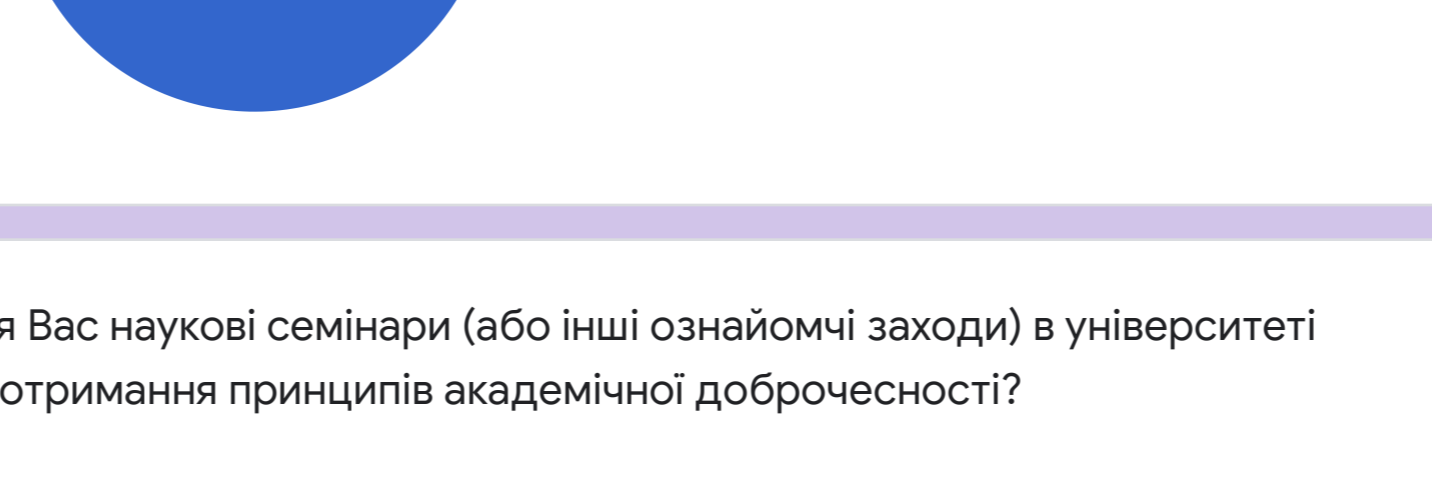 я Вас наукові семінари (або інші ознайомчі заходи) в університеті
отримання принципів академічної доброчесності?